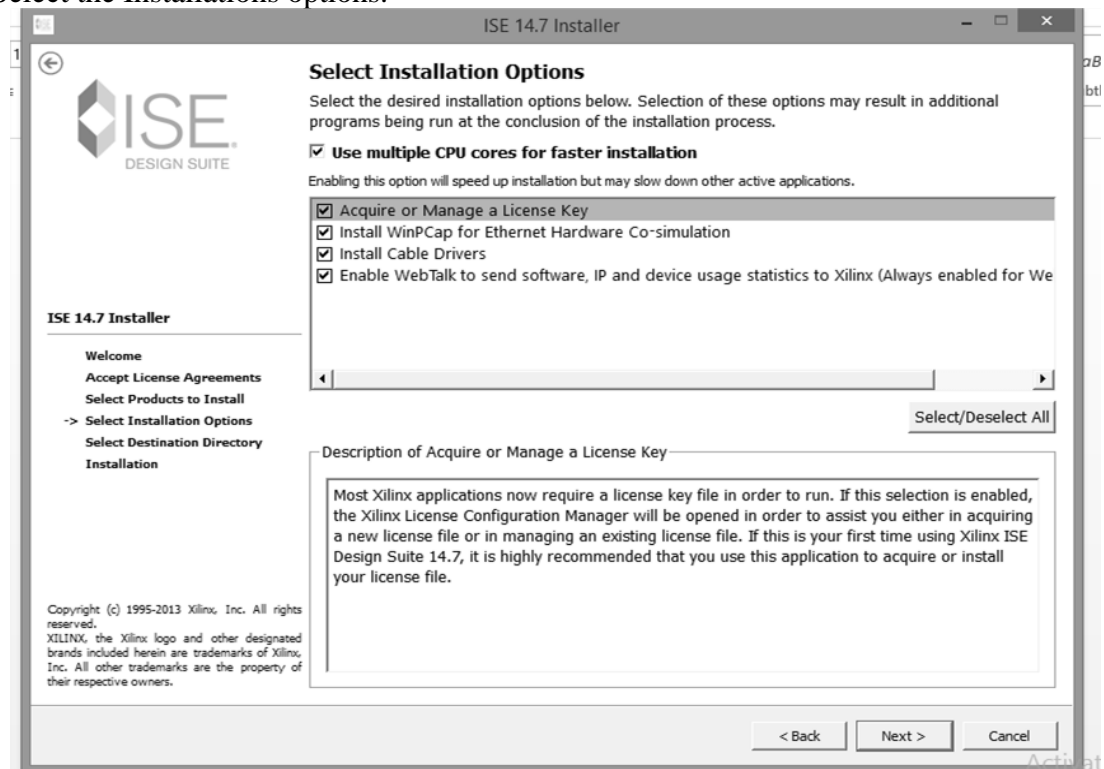 Select the Installations options.
ISE 14.7 Installer
ISE
DESIGN SUITE
Select Installation Options
Select the desired installation options below. Selection of these options may result in additional
programs being run at the conclusion of the installation process.
Use multiple CPU cores for faster installation
Enabling this option will speed up installation but may slow down other active applications.
Acquire or Manage a License Key
Install WinPCap for Ethernet Hardware Co-simulation
Install Cable Drivers
Enable WebTalk to send software, IP and device usage statistics to Xilinx (Always enabled for We
Select/Deselect All
ISE 14.7 Installer
Welcome
Accept License Agreements
Select Products to Install
-> Select Installation Options
Select Destination Directory
Installation
Description of Acquire or Manage a License Key
Most Xilinx applications now require a license key file in order to run. If this selection is enabled,
the Xilinx License Configuration Manager will be opened in order to assist you either in acquiring
a new license file or in managing an existing license file. If this is your first time using Xilinx ISE
Design Suite 14.7, it is highly recommended that you use this application to acquire or install
your license file.
Copyright (c) 1995-2013 Xilinx, Inc. All rights
reserved.
XILINX, the Xilinx logo and other designated
brands included herein are trademarks of Xilinx,
Inc. All other trademarks are the property of
their respective owners.
< Back
Next >
Cancel